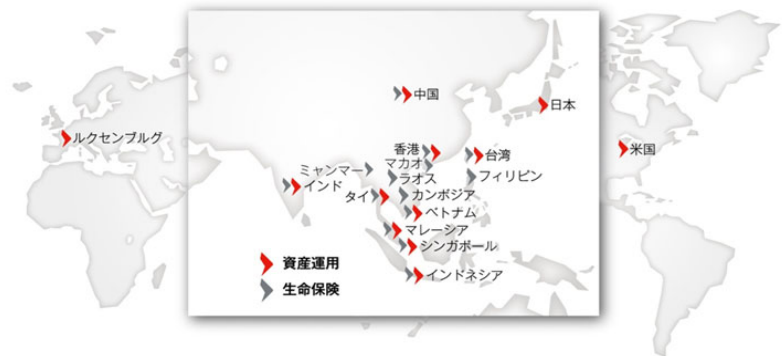 中国
日本
ルクセンブルグ
米国
香港
台湾
マカオ
ミャンマー
ラオス
フィリピン
インド
タイ
カンボジア
ベトナム
マレーシア
シンガポール
資産運用
インドネシア
生命保険